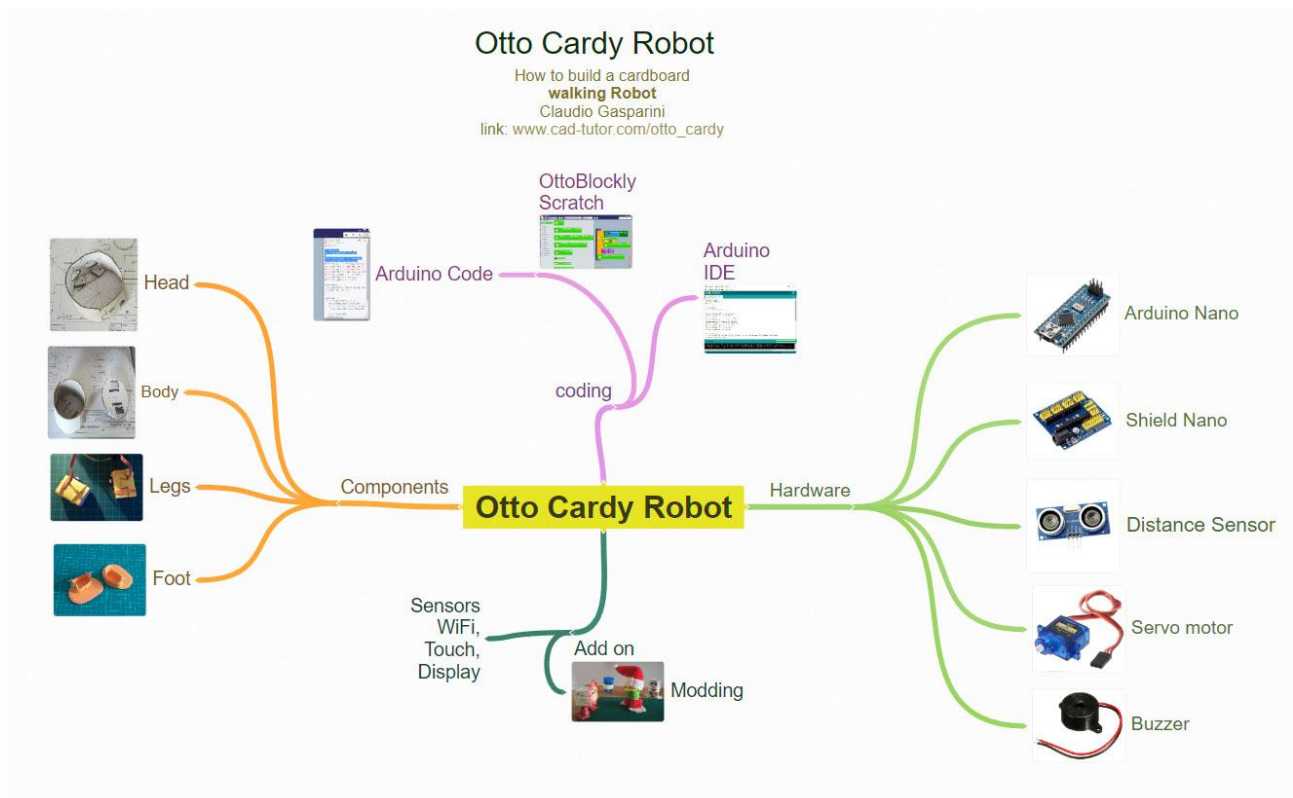 Otto Cardy Robot
How to build a cardboard
walking Robot
Claudio Gasparini
link: www.cad-tutor.com/otto_cardy
OttoBlockly
Scratch
Arduino Code
Arduino
IDE
coding
Head
Body
Legs
Foot
Components
Otto Cardy Robot
Hardware
Arduino Nano
Shield Nano
Distance Sensor
Servo motor
Buzzer
Sensors
WiFi,
Touch,
Display
Add on
Modding